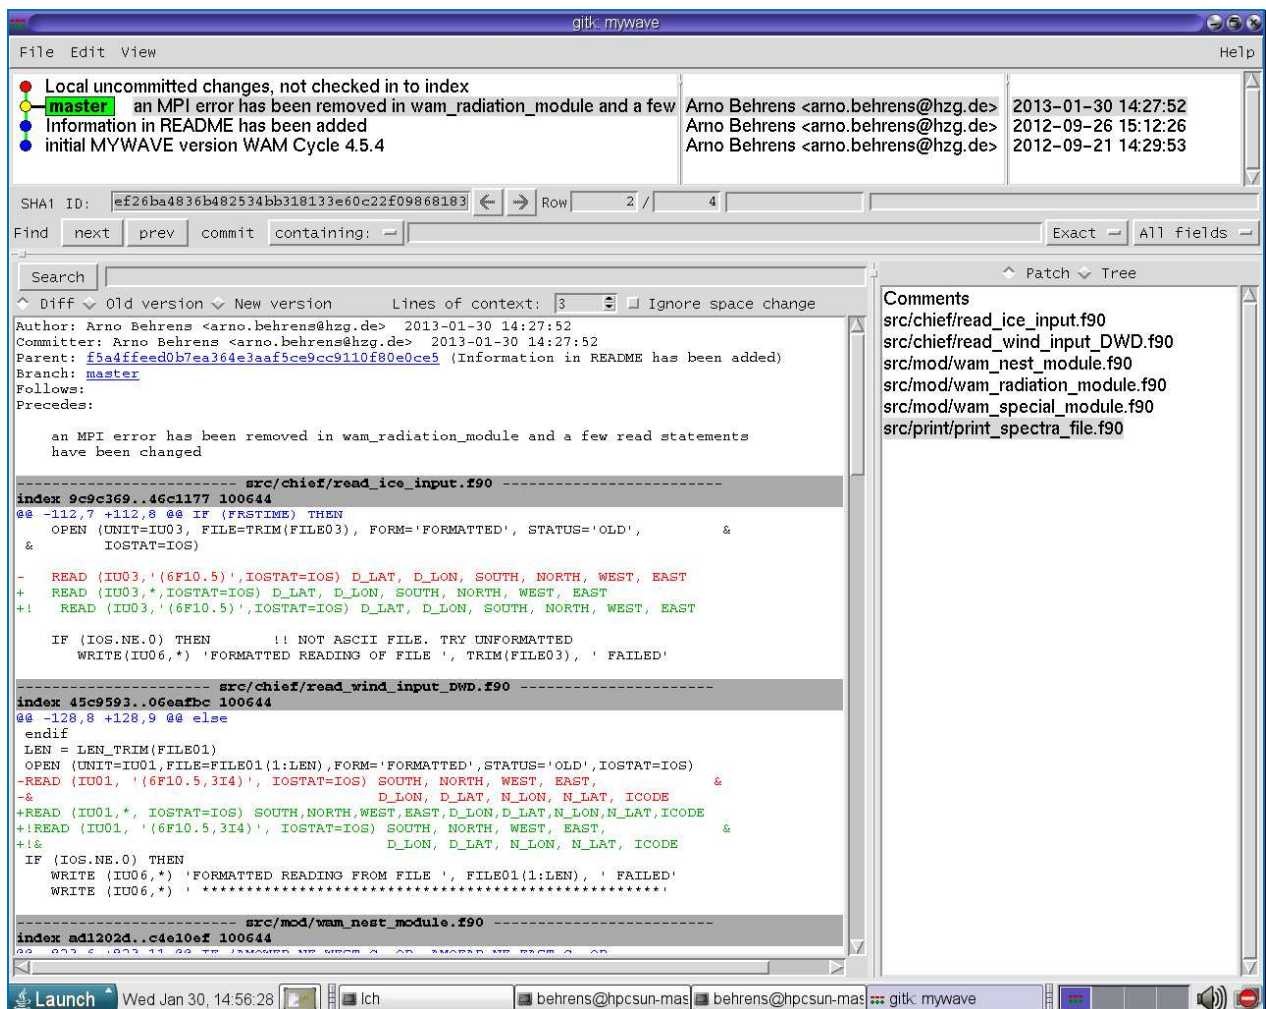 gitk: mywave
File Edit View Help
Local uncommitted changes, not checked in to index
master an MPI error has been removed in wam_radiation_module and a few Arno Behrens <arno.behrens@hzg.de> 2013-01-30 14:27:52
Information in README has been added Arno Behrens <arno.behrens@hzg.de> 2012-09-26 15:12:26
initial MYWAVE version WAM Cycle 4.5.4 Arno Behrens <arno.behrens@hzg.de> 2012-09-21 14:29:53
SHA1 ID: ef26ba4836b482534bb318133e60c22f09868183 Row 2 / 4
Find next prev commit containing: Exact All fields
Search
Diff Old version New version Lines of context: 3 Ignore space change
Patch Tree
Author: Arno Behrens <arno.behrens@hzg.de> 2013-01-30 14:27:52
Committer: Arno Behrens <arno.behrens@hzg.de> 2013-01-30 14:27:52
Parent: f5a4ffeed0b7ea364e3aaf5ce9cc9110f80e0ce5 (Information in README has been added)
Branch: master
Follows:
Precedes:
an MPI error has been removed in wam_radiation_module and a few read statements
have been changed
------------------------- src/chief/read_ice_input.f90 -------------------------
index 9c9c369..46c1177 100644
@@ -112,7 +112,8 @@ IF (FRSTIME) THEN
OPEN (UNIT=IU03, FILE=TRIM(FILE03), FORM='FORMATTED', STATUS='OLD', &
& IOSTAT=IOS)
- READ (IU03,'(6F10.5)',IOSTAT=IOS) D_LAT, D_LON, SOUTH, NORTH, WEST, EAST
+ READ (IU03,*,IOSTAT=IOS) D_LAT, D_LON, SOUTH, NORTH, WEST, EAST
+! READ (IU03,'(6F10.5)',IOSTAT=IOS) D_LAT, D_LON, SOUTH, NORTH, WEST, EAST
IF (IOS.NE.0) THEN !! NOT ASCII FILE. TRY UNFORMATTED
WRITE(IU06,*) 'FORMATTED READING OF FILE ', TRIM(FILE03), ' FAILED'
---------------------- src/chief/read_wind_input_DWD.f90 ----------------------
index 45c9593..06eafbc 100644
@@ -128,8 +128,9 @@ else
endif
LEN = LEN_TRIM(FILE01)
OPEN (UNIT=IU01,FILE=FILE01(1:LEN),FORM='FORMATTED',STATUS='OLD',IOSTAT=IOS)
-READ (IU01, '(6F10.5,3I4)', IOSTAT=IOS) SOUTH, NORTH, WEST, EAST, &
-& D_LON, D_LAT, N_LON, N_LAT, ICODE
+READ (IU01,*, IOSTAT=IOS) SOUTH,NORTH,WEST,EAST,D_LON,D_LAT,N_LON,N_LAT,ICODE
+!READ (IU01, '(6F10.5,3I4)', IOSTAT=IOS) SOUTH, NORTH, WEST, EAST, &
+!& D_LON, D_LAT, N_LON, N_LAT, ICODE
IF (IOS.NE.0) THEN
WRITE (IU06,*) 'FORMATTED READING FROM FILE ', FILE01(1:LEN), ' FAILED'
WRITE (IU06,*) ' ****************************************************'
------------------------- src/mod/wam_nest_module.f90 -------------------------
index ad1202d..c4e10ef 100644
Comments
src/chief/read_ice_input.f90
src/chief/read_wind_input_DWD.f90
src/mod/wam_nest_module.f90
src/mod/wam_radiation_module.f90
src/mod/wam_special_module.f90
src/print/print_spectra_file.f90
Launch Wed Jan 30, 14:56:28 lch behrens@hpcsun-mas behrens@hpcsun-mas gitk: mywave